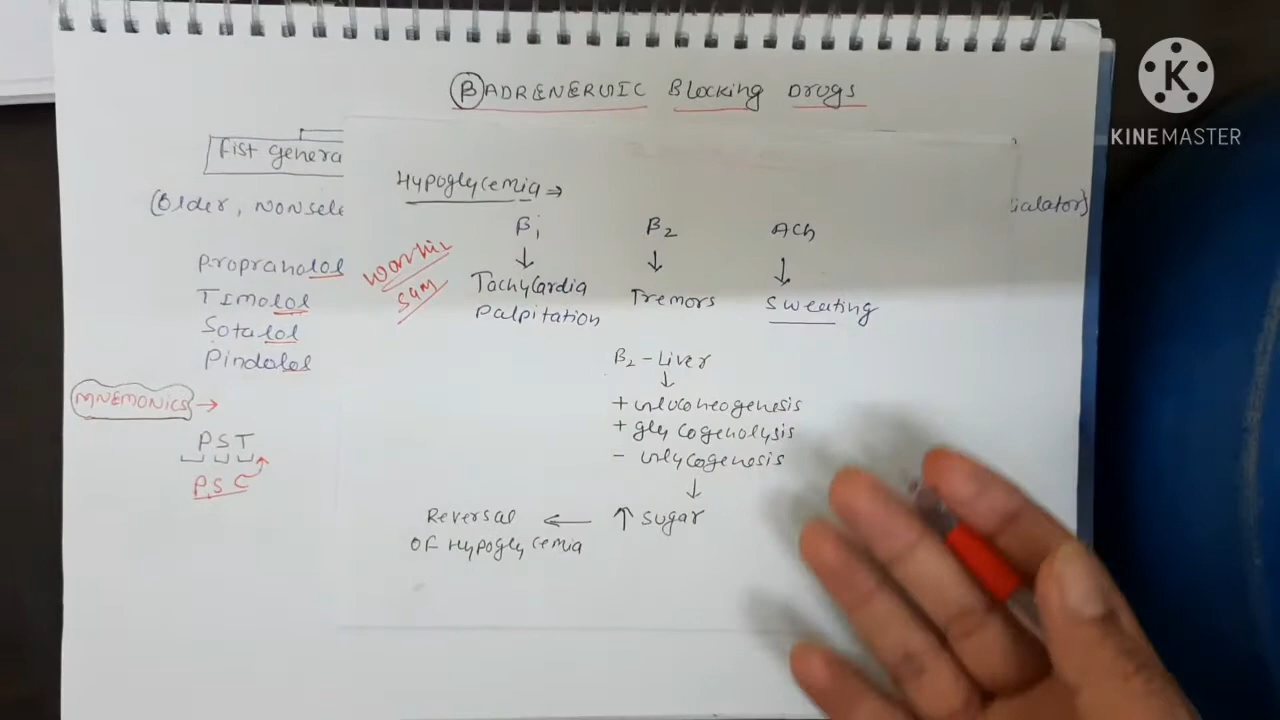 KINEMASTER
β ADRENERGIC Blocking Drugs
Fist genera
(Older, NONsele
ialator)
Propranolol
TImolol
Sotalol
Pindolol
MNEMONICS →
PST
PSC
Hypoglycemia ⇒
β1 β2 ACh
↓ ↓ ↓
Tachycardia Tremors Sweating
Palpitation
Warning
Sym
β2 - Liver
↓
+ Gluconeogenesis
+ glycogenolysis
- Glycogenesis
↓
Reversal ← ↑ sugar
OF Hypoglycemia